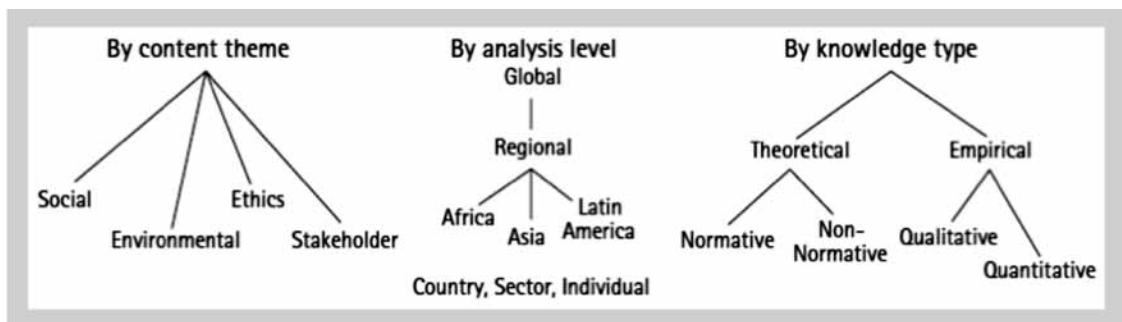 By content theme
Social
Environmental
Ethics
Stakeholder
By analysis level
Global
Regional
Africa
Asia
Latin
America
Country, Sector, Individual
By knowledge type
Theoretical
Normative
Non-
Normative
Empirical
Qualitative
Quantitative